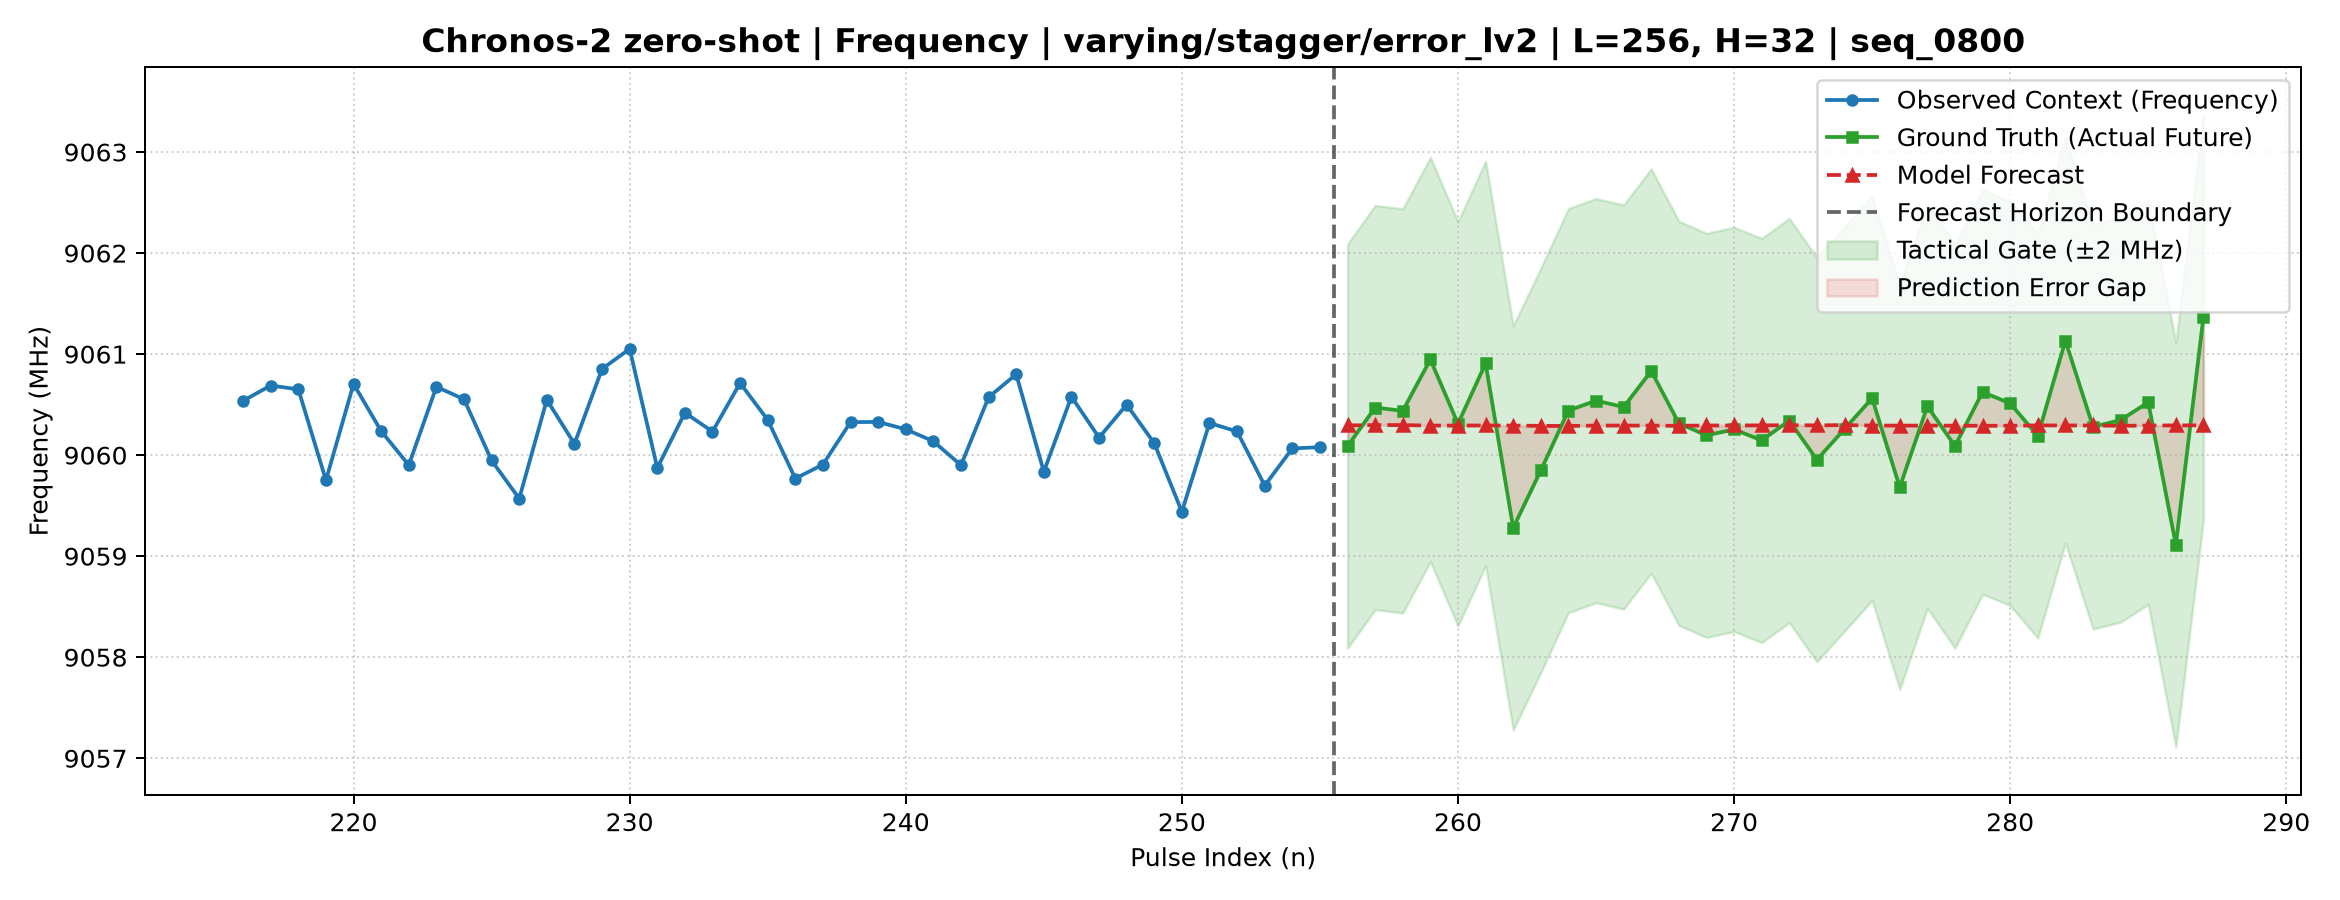 Chronos-2 zero-shot | Frequency | varying/stagger/error_lv2 | L=256, H=32 | seq_0800
Observed Context (Frequency)
Ground Truth (Actual Future)
Model Forecast
Forecast Horizon Boundary
Tactical Gate (±2 MHz)
Prediction Error Gap
Frequency (MHz)
9063
9062
9061
9060
9059
9058
9057
220 230 240 250 260 270 280 290
Pulse Index (n)